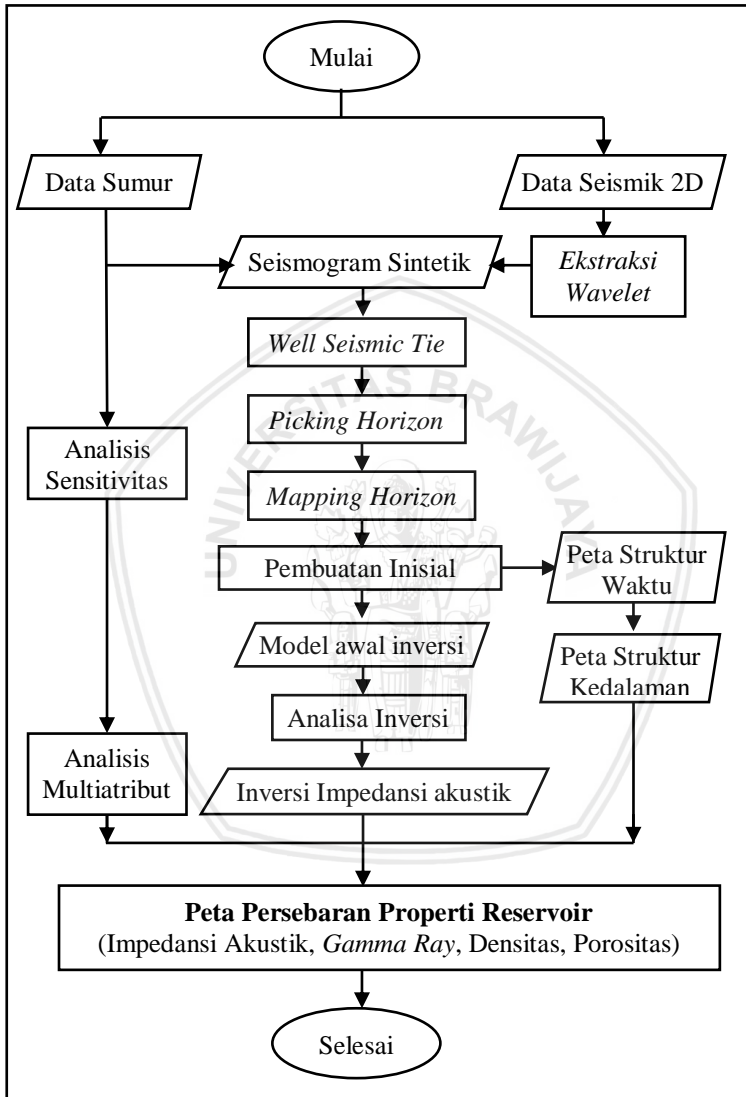 Mulai
Data Sumur
Data Seismik 2D
Seismogram Sintetik
Ekstraksi
Wavelet
Well Seismic Tie
Picking Horizon
Analisis
Sensitivitas
Mapping Horizon
Pembuatan Inisial
Peta Struktur
Waktu
Model awal inversi
Peta Struktur
Kedalaman
Analisa Inversi
Analisis
Multiatribut
Inversi Impedansi akustik
Peta Persebaran Properti Reservoir
(Impedansi Akustik, Gamma Ray, Densitas, Porositas)
Selesai
UNIVERSITAS BRAWIJAYA